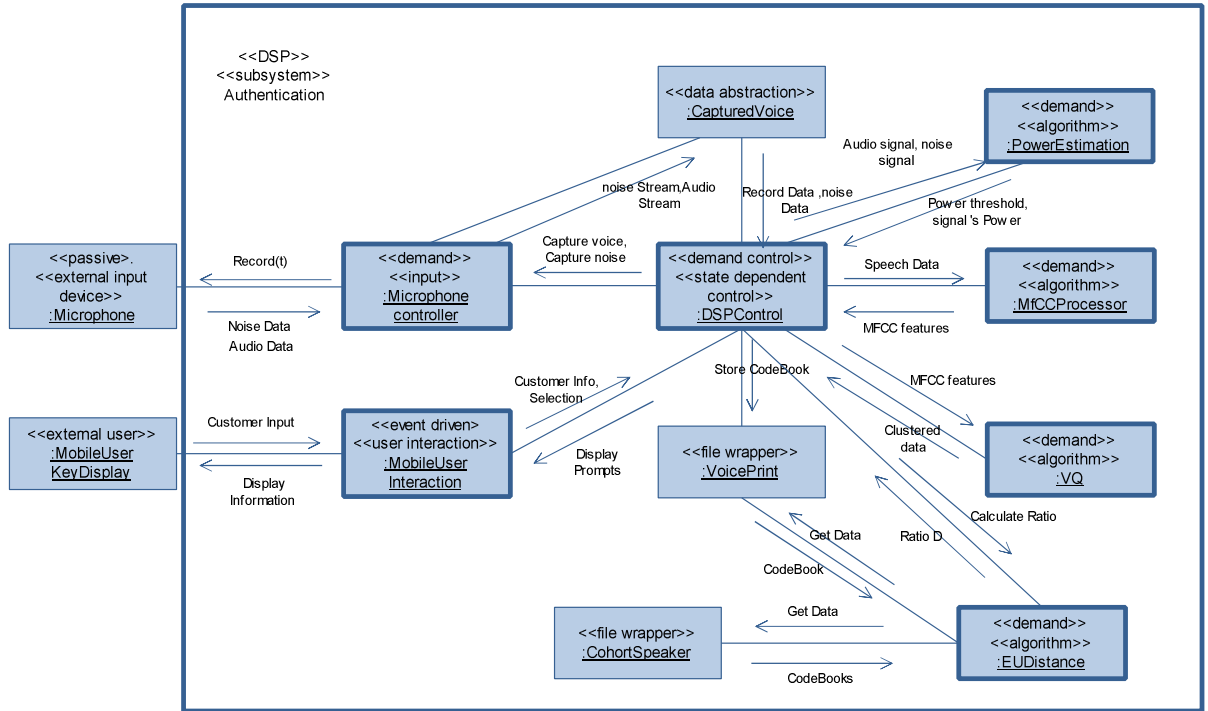 <<DSP>>
<<subsystem>>
Authentication
<<data abstraction>>
:CapturedVoice
<<demand>>
<<algorithm>>
:PowerEstimation
Audio signal, noise
signal
noise Stream,Audio
Stream
Record Data ,noise
Data
Power threshold,
signal's Power
<<passive>.
<<external input
device>>
:Microphone
Record(t)
Noise Data
Audio Data
<<demand>>
<<input>>
:Microphone
controller
Capture voice,
Capture noise
<<demand control>>
<<state dependent
control>>
:DSPControl
Speech Data
MFCC features
<<demand>>
<<algorithm>>
:MfCCProcessor
<<external user>>
:MobileUser
KeyDisplay
Customer Input
Display
Information
<<event driven>
<<user interaction>>
:MobileUser
Interaction
Customer Info,
Selection
Display
Prompts
Store CodeBook
<<file wrapper>>
:VoicePrint
MFCC features
Clustered
data
<<demand>>
<<algorithm>>
:VQ
Calculate Ratio
Ratio D
Get Data
CodeBook
<<file wrapper>>
:CohortSpeaker
Get Data
CodeBooks
<<demand>>
<<algorithm>>
:EUDistance